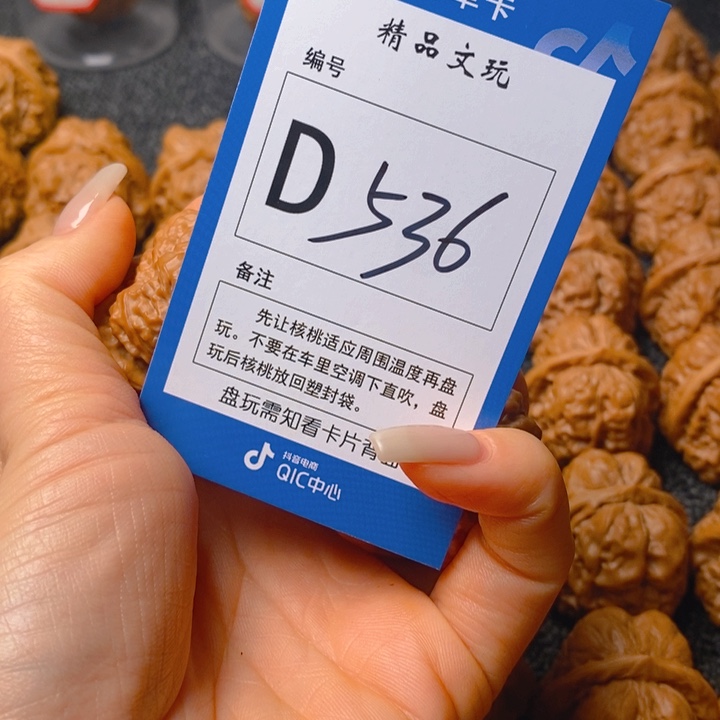 精品文玩
编号
D 536
备注
先让核桃适应周围温度再盘
玩。不要在车里空调下直吹，盘
玩后核桃放回塑封袋。
盘玩需知看卡片背面
抖音电商
QIC中心